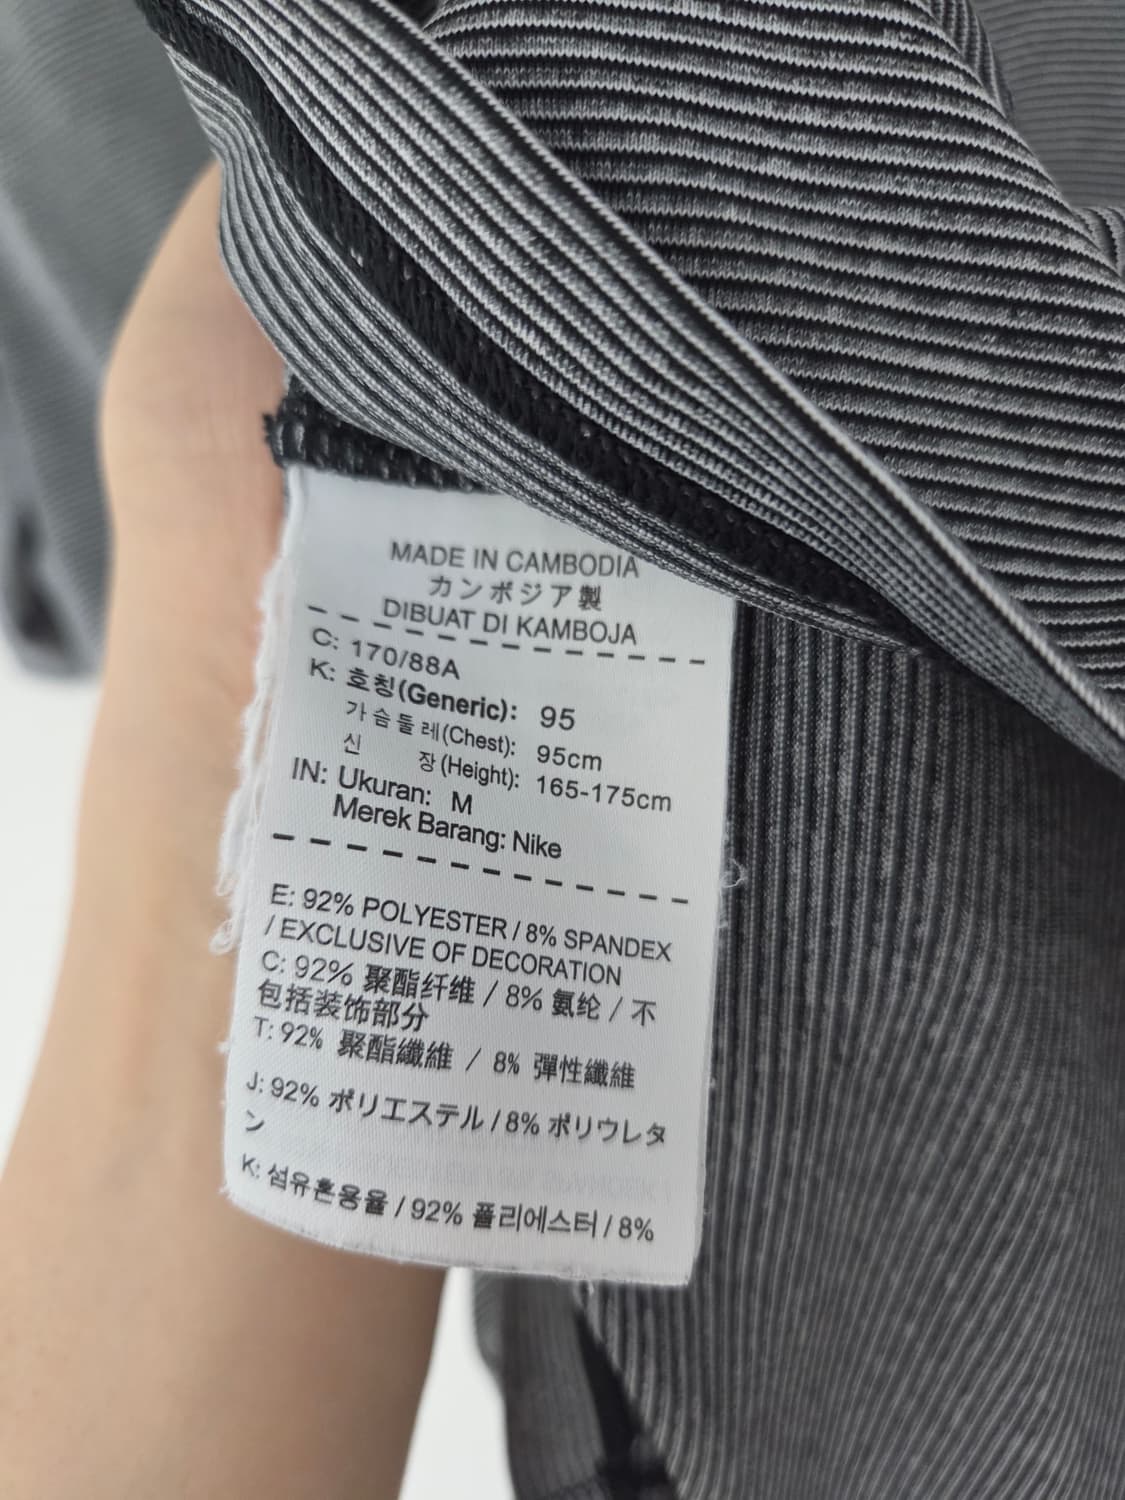 MADE IN CAMBODIA
カンボジア製
DIBUAT DI KAMBOJA
C: 170/88A
K: 호칭(Generic): 95
가슴둘레(Chest): 95cm
신 장(Height): 165-175cm
IN: Ukuran: M
Merek Barang: Nike
E: 92% POLYESTER / 8% SPANDEX
/ EXCLUSIVE OF DECORATION
C: 92% 聚酯纤维 / 8% 氨纶 / 不
包括装饰部分
T: 92% 聚酯纖維 / 8% 彈性纖維
J: 92% ポリエステル / 8% ポリウレタ
ン
K: 섬유혼용율 / 92% 폴리에스터 / 8%